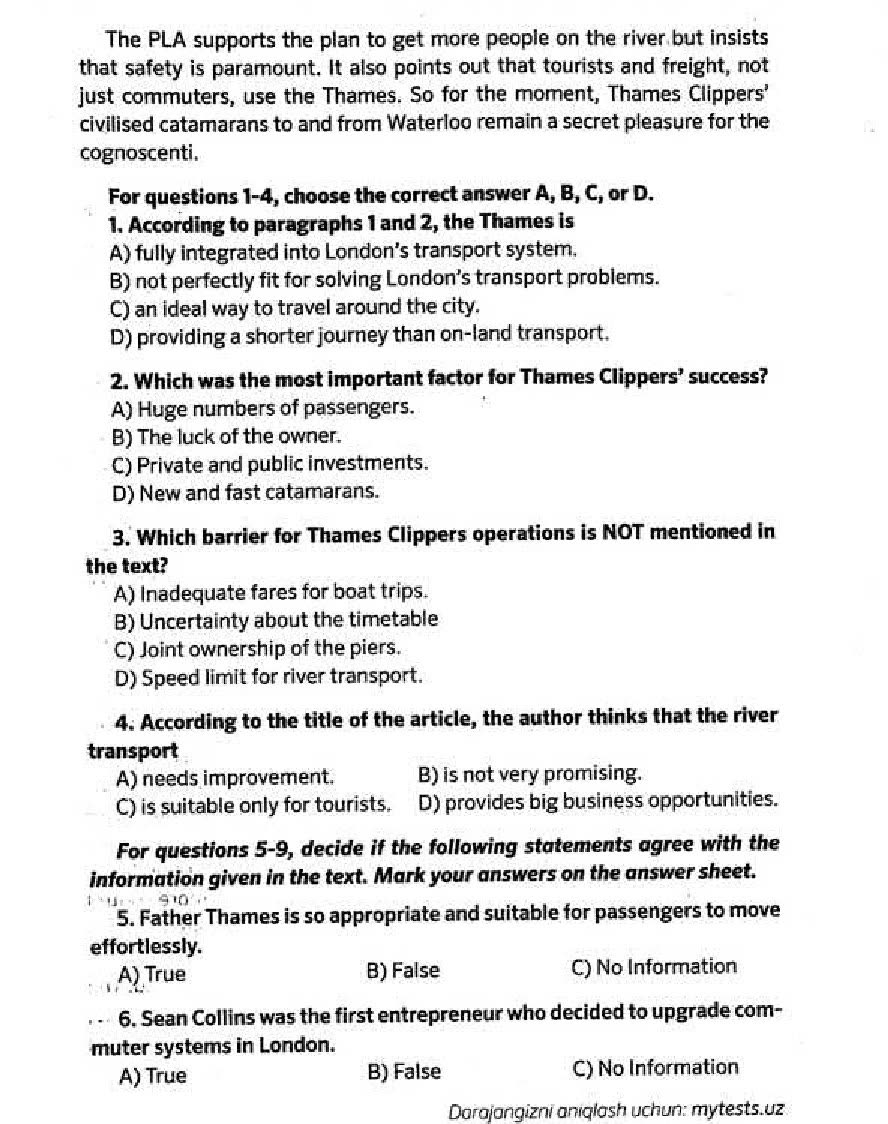 The PLA supports the plan to get more people on the river but insists
that safety is paramount. It also points out that tourists and freight, not
just commuters, use the Thames. So for the moment, Thames Clippers'
civilised catamarans to and from Waterloo remain a secret pleasure for the
cognoscenti.
For questions 1-4, choose the correct answer A, B, C, or D.
1. According to paragraphs 1 and 2, the Thames is
A) fully integrated into London's transport system.
B) not perfectly fit for solving London's transport problems.
C) an ideal way to travel around the city.
D) providing a shorter journey than on-land transport.
2. Which was the most important factor for Thames Clippers' success?
A) Huge numbers of passengers.
B) The luck of the owner.
C) Private and public investments.
D) New and fast catamarans.
3. Which barrier for Thames Clippers operations is NOT mentioned in
the text?
A) Inadequate fares for boat trips.
B) Uncertainty about the timetable
C) Joint ownership of the piers.
D) Speed limit for river transport.
4. According to the title of the article, the author thinks that the river
transport
A) needs improvement. B) is not very promising.
C) is suitable only for tourists. D) provides big business opportunities.
For questions 5-9, decide if the following statements agree with the
information given in the text. Mark your answers on the answer sheet.
5. Father Thames is so appropriate and suitable for passengers to move
effortlessly.
A) True B) False C) No Information
6. Sean Collins was the first entrepreneur who decided to upgrade com-
muter systems in London.
A) True B) False C) No Information
Darajangizni aniqlash uchun: mytests.uz